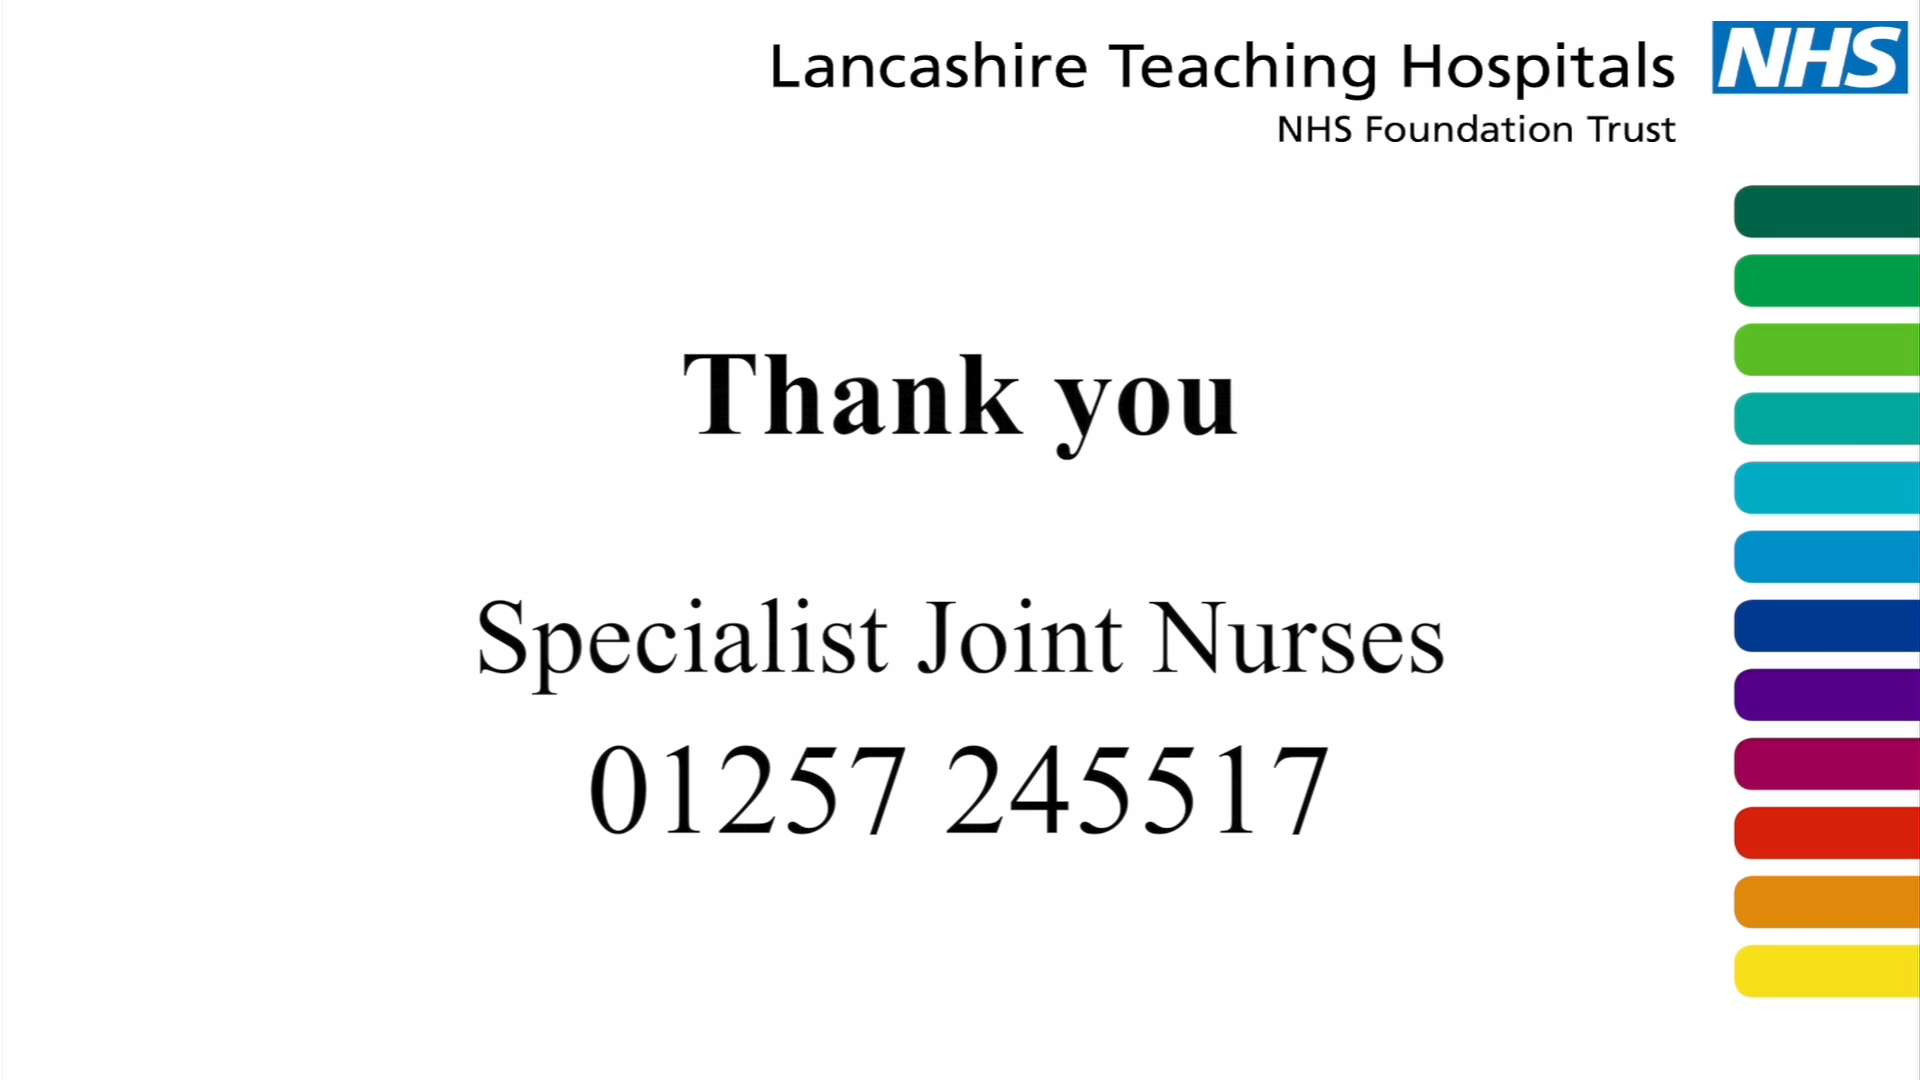 Lancashire Teaching Hospitals NHS
NHS Foundation Trust
Thank you
Specialist Joint Nurses
01257 245517